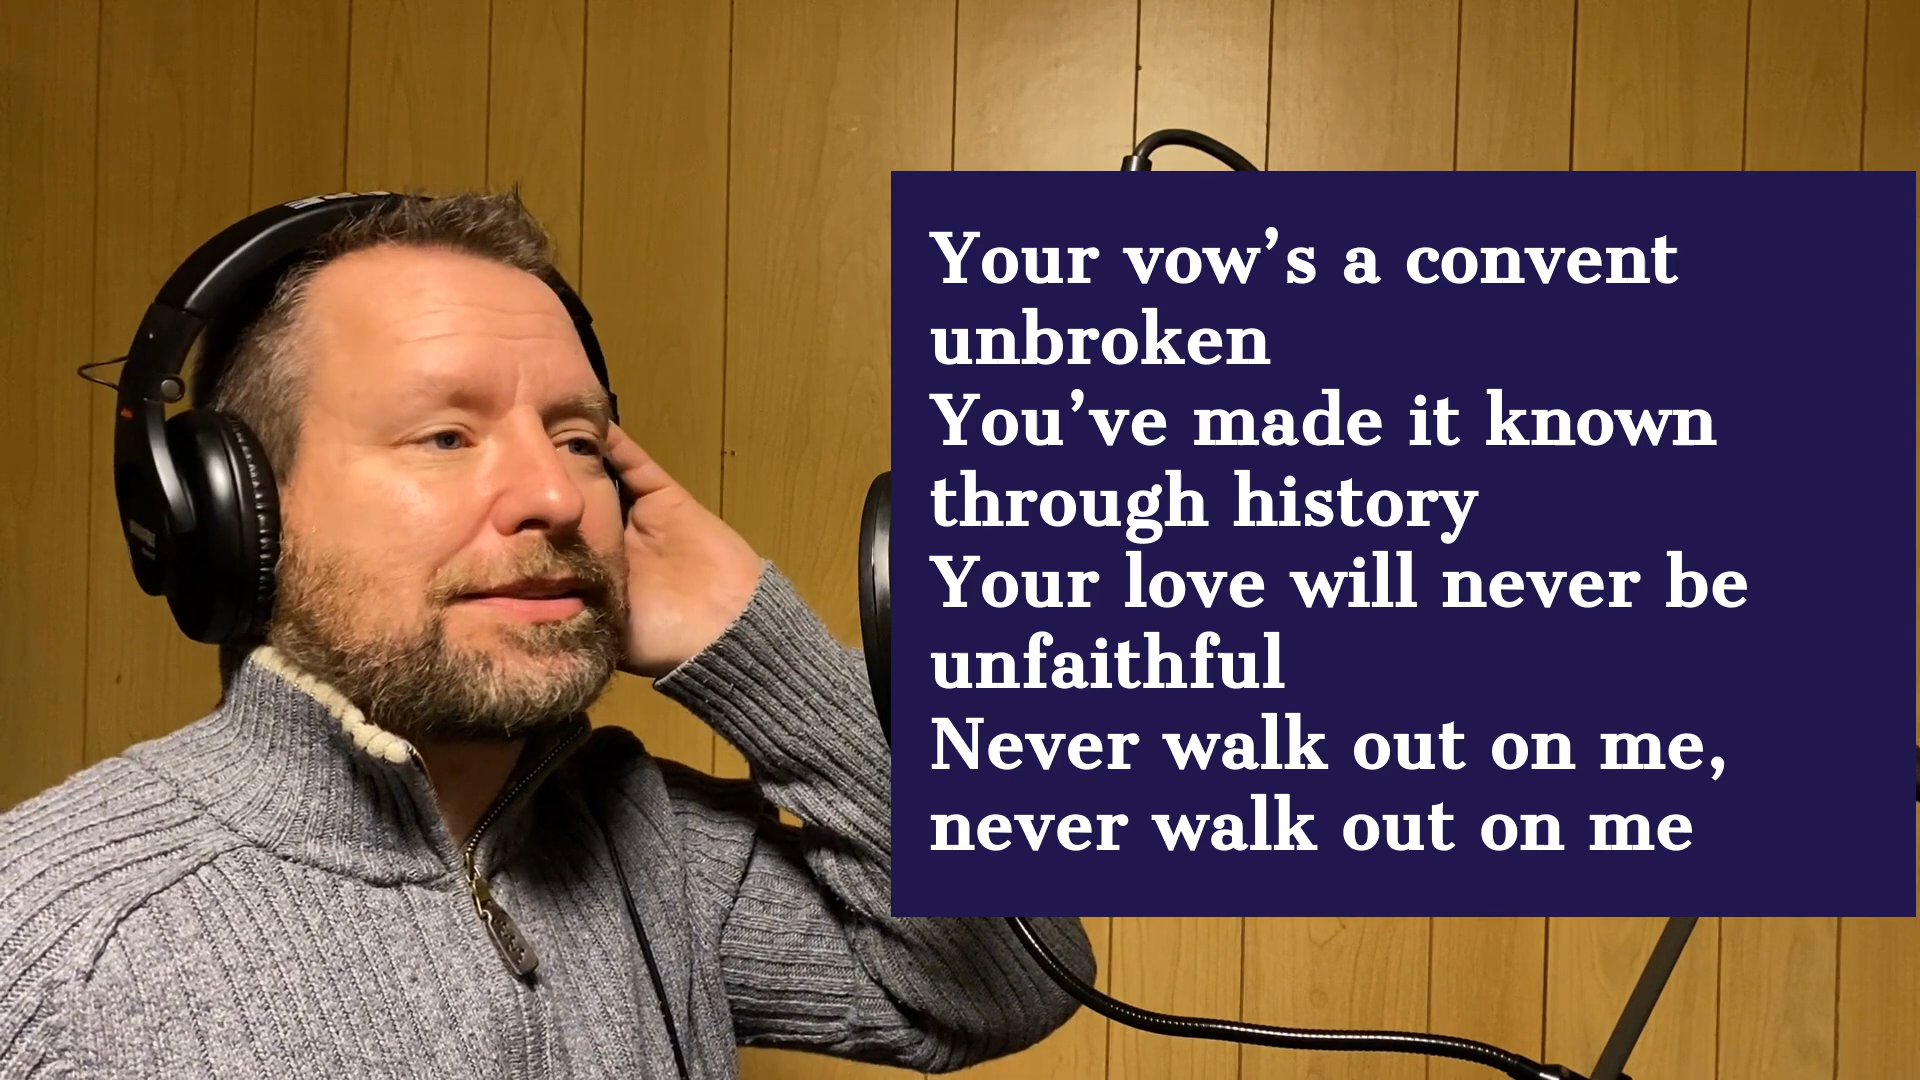 Your vow’s a convent
unbroken
You’ve made it known
through history
Your love will never be
unfaithful
Never walk out on me,
never walk out on me